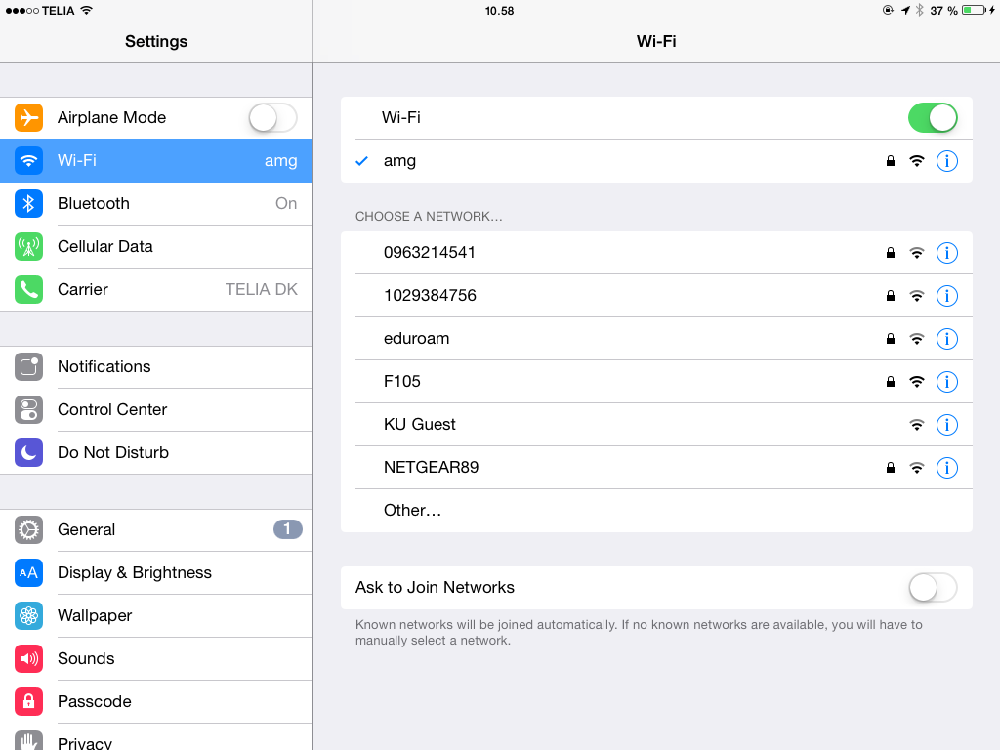 TELIA 10.58 37 %
Settings
Wi-Fi
Airplane Mode
Wi-Fi amg
Bluetooth On
Cellular Data
Carrier TELIA DK
Notifications
Control Center
Do Not Disturb
General 1
AA Display & Brightness
Wallpaper
Sounds
Passcode
Privacy
Wi-Fi
amg
CHOOSE A NETWORK...
0963214541
1029384756
eduroam
F105
KU Guest
NETGEAR89
Other...
Ask to Join Networks
Known networks will be joined automatically. If no known networks are available, you will have to
manually select a network.